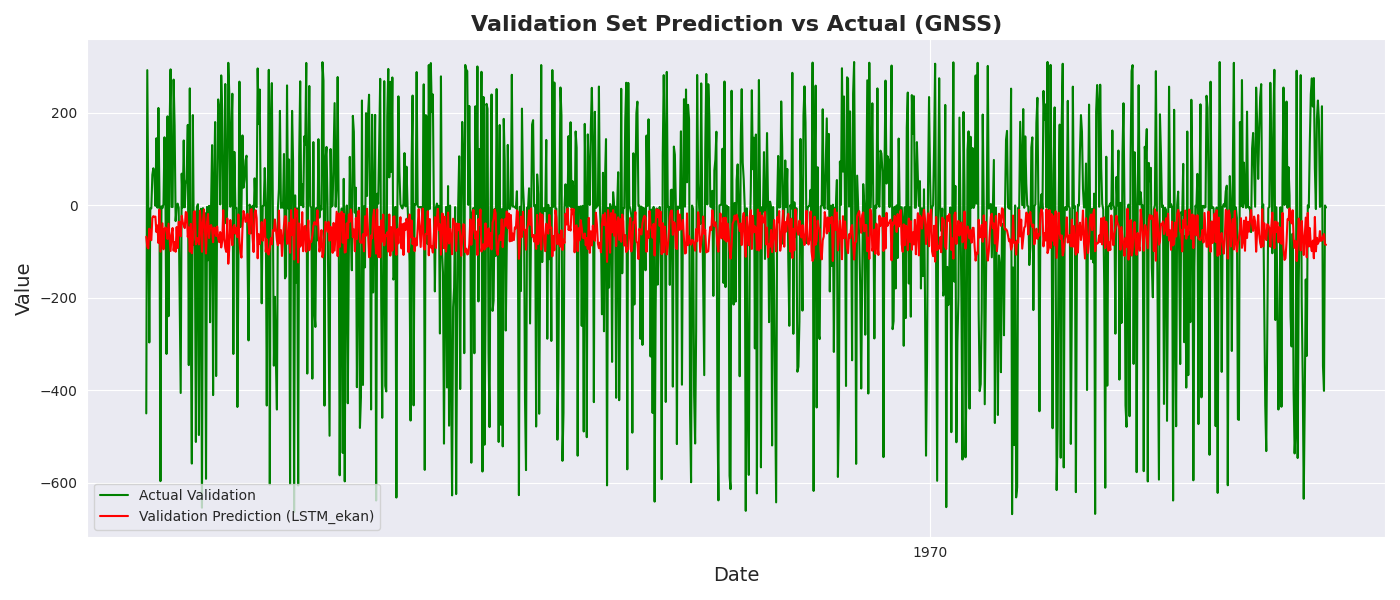 Validation Set Prediction vs Actual (GNSS)
Value
200
0
−200
−400
−600
Actual Validation
Validation Prediction (LSTM_ekan)
1970
Date